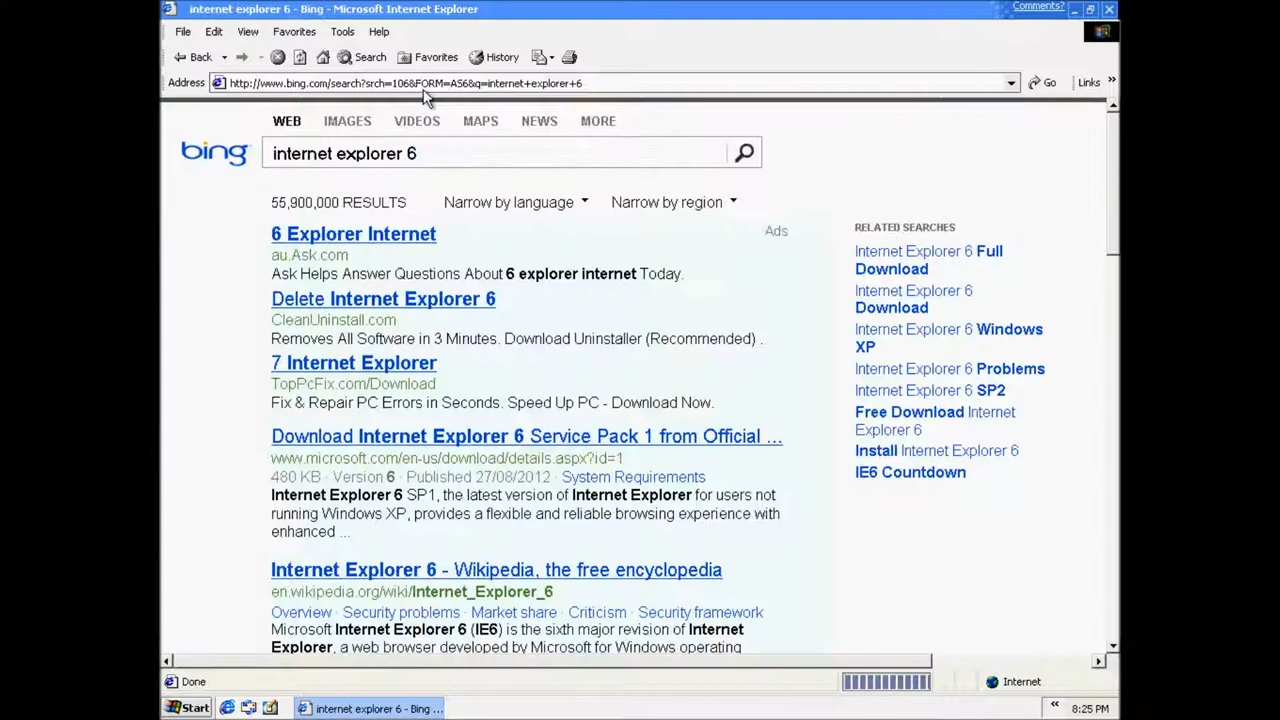 internet explorer 6 - Bing - Microsoft Internet Explorer
Comments?
File Edit View Favorites Tools Help
Back Search Favorites History
Address http://www.bing.com/search?srch=106&FORM=AS6&q=internet+explorer+6 Go Links »
WEB IMAGES VIDEOS MAPS NEWS MORE
bing internet explorer 6
55,900,000 RESULTS Narrow by language Narrow by region
6 Explorer Internet
Ads
au.Ask.com
Ask Helps Answer Questions About 6 explorer internet Today.
Delete Internet Explorer 6
CleanUninstall.com
Removes All Software in 3 Minutes. Download Uninstaller (Recommended) .
7 Internet Explorer
TopPcFix.com/Download
Fix & Repair PC Errors in Seconds. Speed Up PC - Download Now.
Download Internet Explorer 6 Service Pack 1 from Official ...
www.microsoft.com/en-us/download/details.aspx?id=1
480 KB · Version 6 · Published 27/08/2012 · System Requirements
Internet Explorer 6 SP1, the latest version of Internet Explorer for users not
running Windows XP, provides a flexible and reliable browsing experience with
enhanced ...
Internet Explorer 6 - Wikipedia, the free encyclopedia
en.wikipedia.org/wiki/Internet_Explorer_6
Overview · Security problems · Market share · Criticism · Security framework
Microsoft Internet Explorer 6 (IE6) is the sixth major revision of Internet
Explorer, a web browser developed by Microsoft for Windows operating
RELATED SEARCHES
Internet Explorer 6 Full
Download
Internet Explorer 6
Download
Internet Explorer 6 Windows
XP
Internet Explorer 6 Problems
Internet Explorer 6 SP2
Free Download Internet
Explorer 6
Install Internet Explorer 6
IE6 Countdown
Done
Internet
Start internet explorer 6 - Bing ... « 8:25 PM